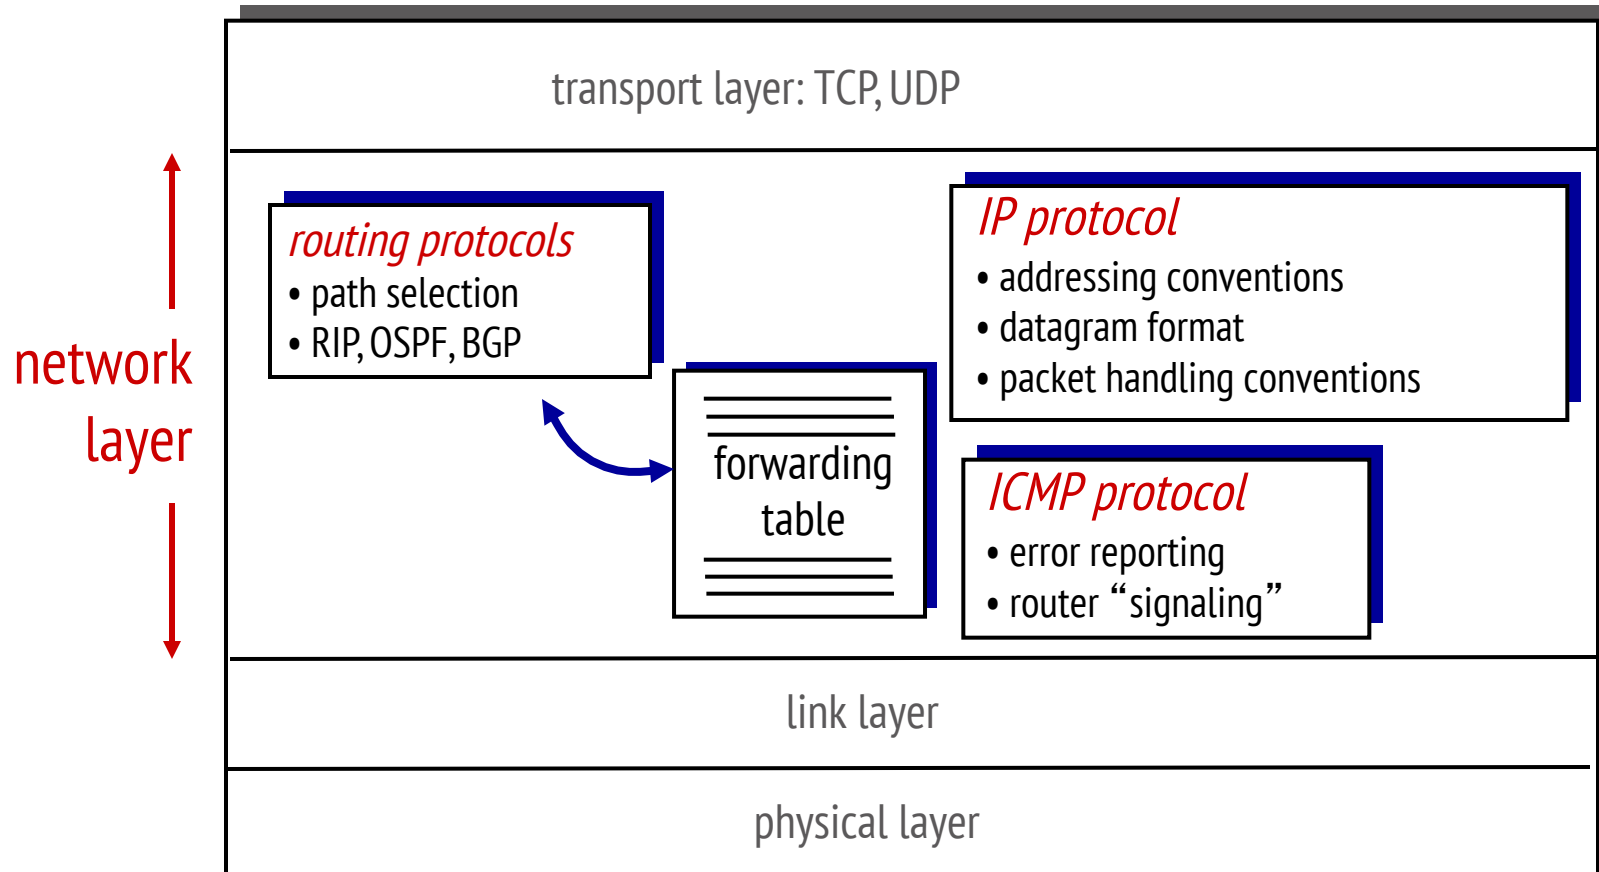 transport layer: TCP, UDP
network
layer
routing protocols
• path selection
• RIP, OSPF, BGP
forwarding
table
IP protocol
• addressing conventions
• datagram format
• packet handling conventions
ICMP protocol
• error reporting
• router “signaling”
link layer
physical layer